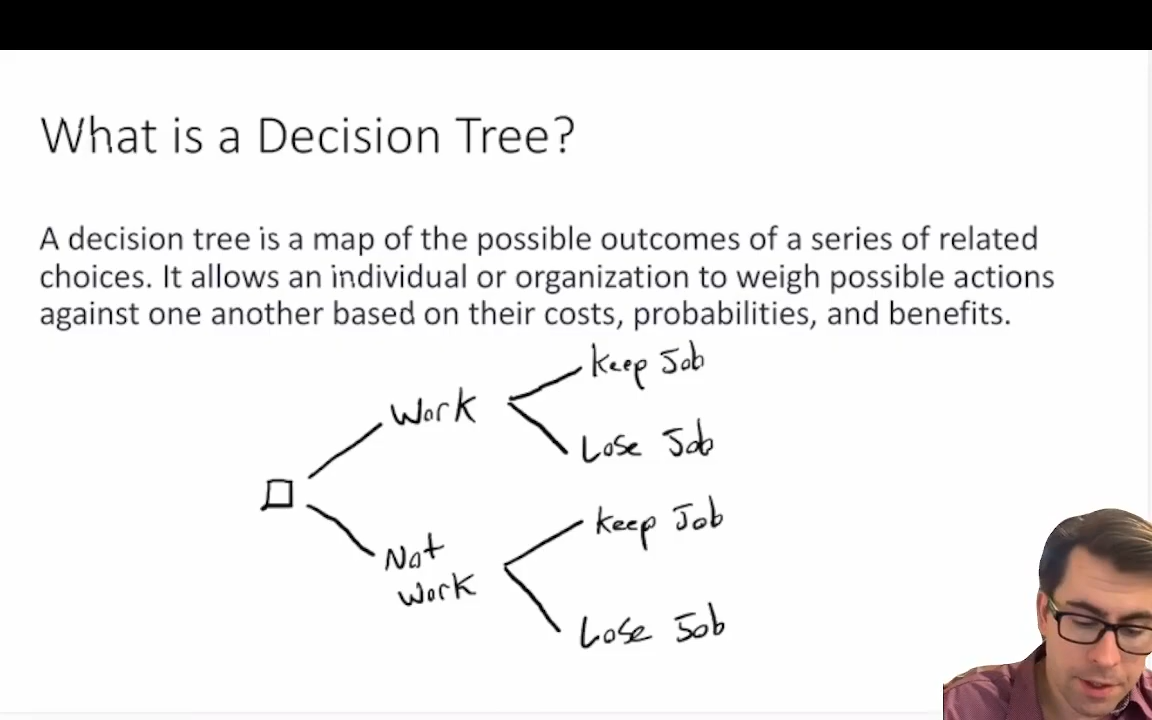 What is a Decision Tree?
A decision tree is a map of the possible outcomes of a series of related
choices. It allows an individual or organization to weigh possible actions
against one another based on their costs, probabilities, and benefits.
Keep Job
Work
Lose Job
Keep Job
Not
Work
Lose Job